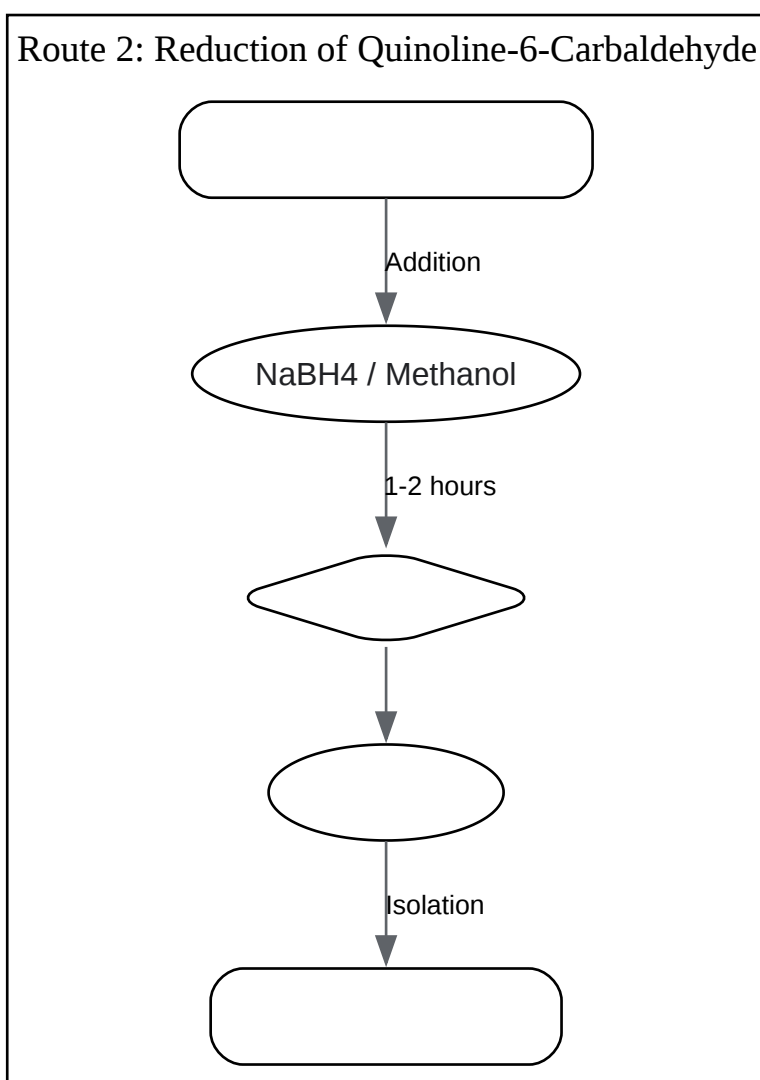 Route 2: Reduction of Quinoline-6-Carbaldehyde
Addition
NaBH4 / Methanol
1-2 hours
Isolation